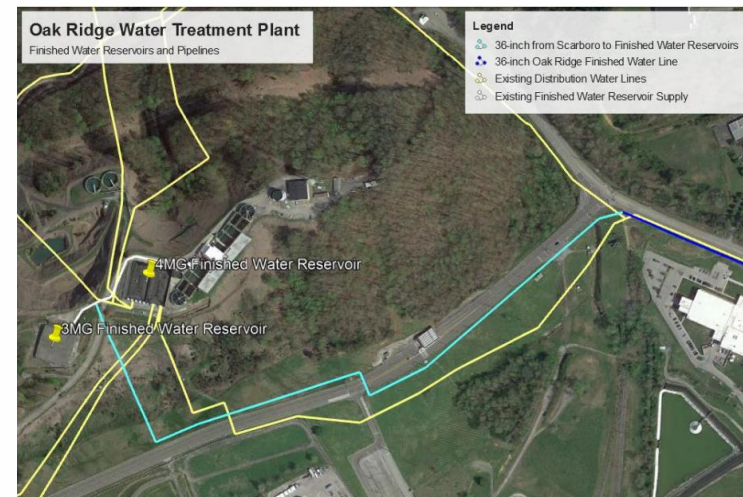 Oak Ridge Water Treatment Plant
Finished Water Reservoirs and Pipelines
Legend
36-inch from Scarboro to Finished Water Reservoirs
36-inch Oak Ridge Finished Water Line
Existing Distribution Water Lines
Existing Finished Water Reservoir Supply
4MG Finished Water Reservoir
3MG Finished Water Reservoir